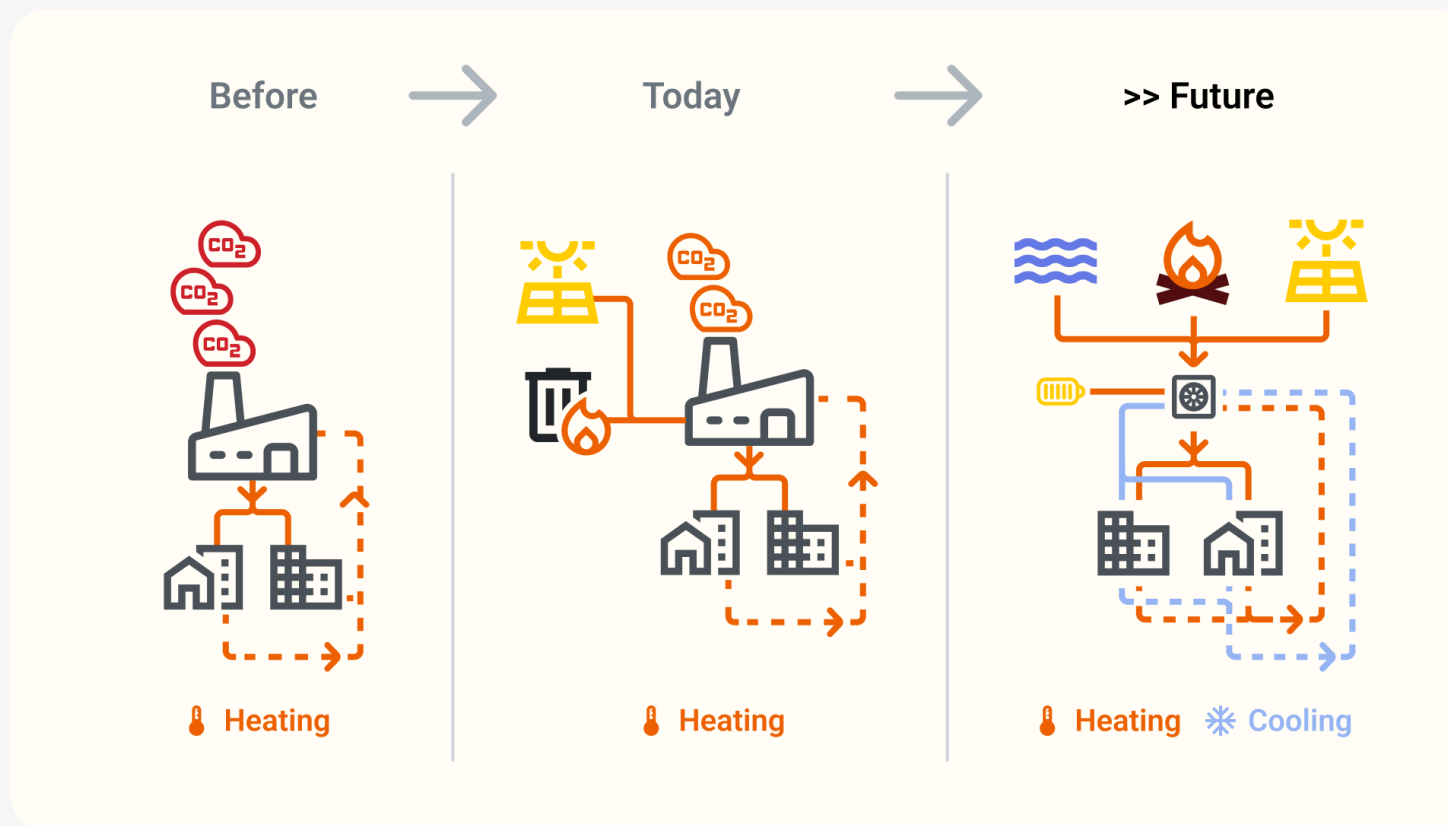 Before
Today
>> Future
CO2
CO2
CO2
CO2
CO2
Heating
Heating
Heating
Cooling